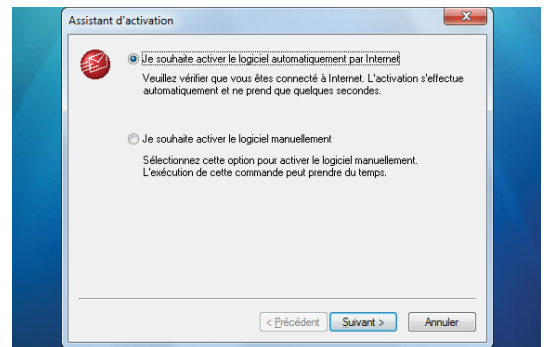 Assistant d'activation
Je souhaite activer le logiciel automatiquement par Internet
Veuillez vérifier que vous êtes connecté à Internet. L'activation s'effectue
automatiquement et ne prend que quelques secondes.
Je souhaite activer le logiciel manuellement
Sélectionnez cette option pour activer le logiciel manuellement.
L'exécution de cette commande peut prendre du temps.
< Précédent Suivant > Annuler